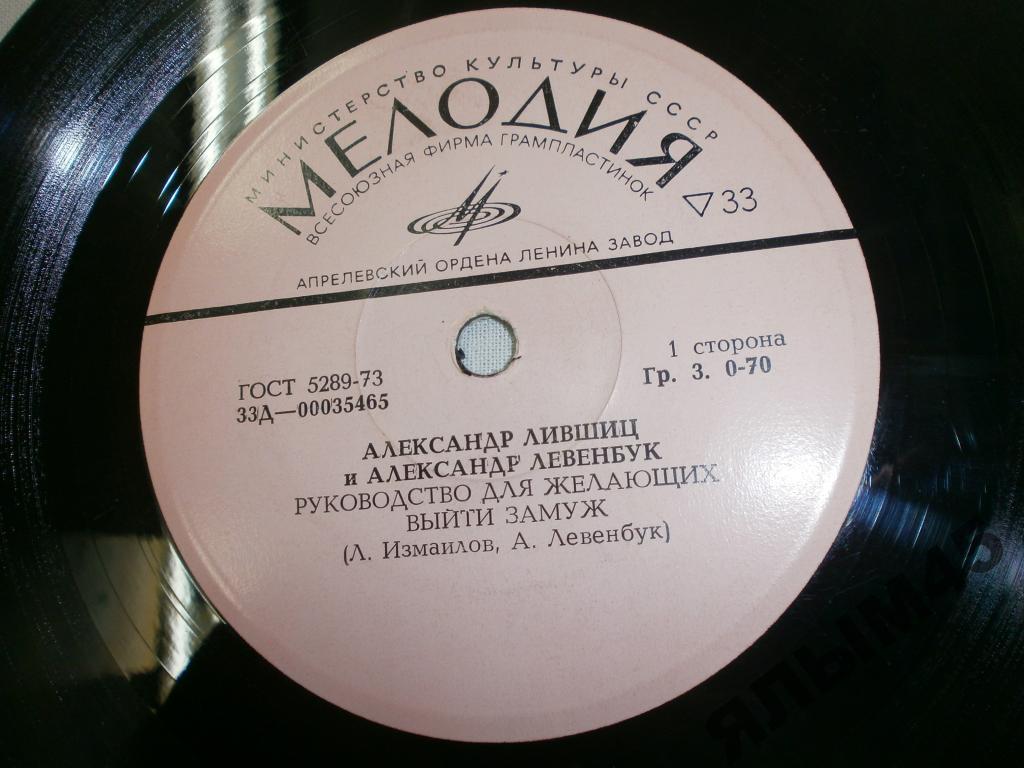 МИНИСТЕРСТВО КУЛЬТУРЫ СССР
МЕЛОДИЯ
ВСЕСОЮЗНАЯ ФИРМА ГРАМПЛАСТИНОК
33
АПРЕЛЕВСКИЙ ОРДЕНА ЛЕНИНА ЗАВОД
ГОСТ 5289-73
33Д—00035465
1 сторона
Гр. 3. 0-70
АЛЕКСАНДР ЛИВШИЦ
и АЛЕКСАНДР ЛЕВЕНБУК
РУКОВОДСТВО ДЛЯ ЖЕЛАЮЩИХ
ВЫЙТИ ЗАМУЖ
(Л. Измаилов, А. Левенбук)
ЯЛЫМ45